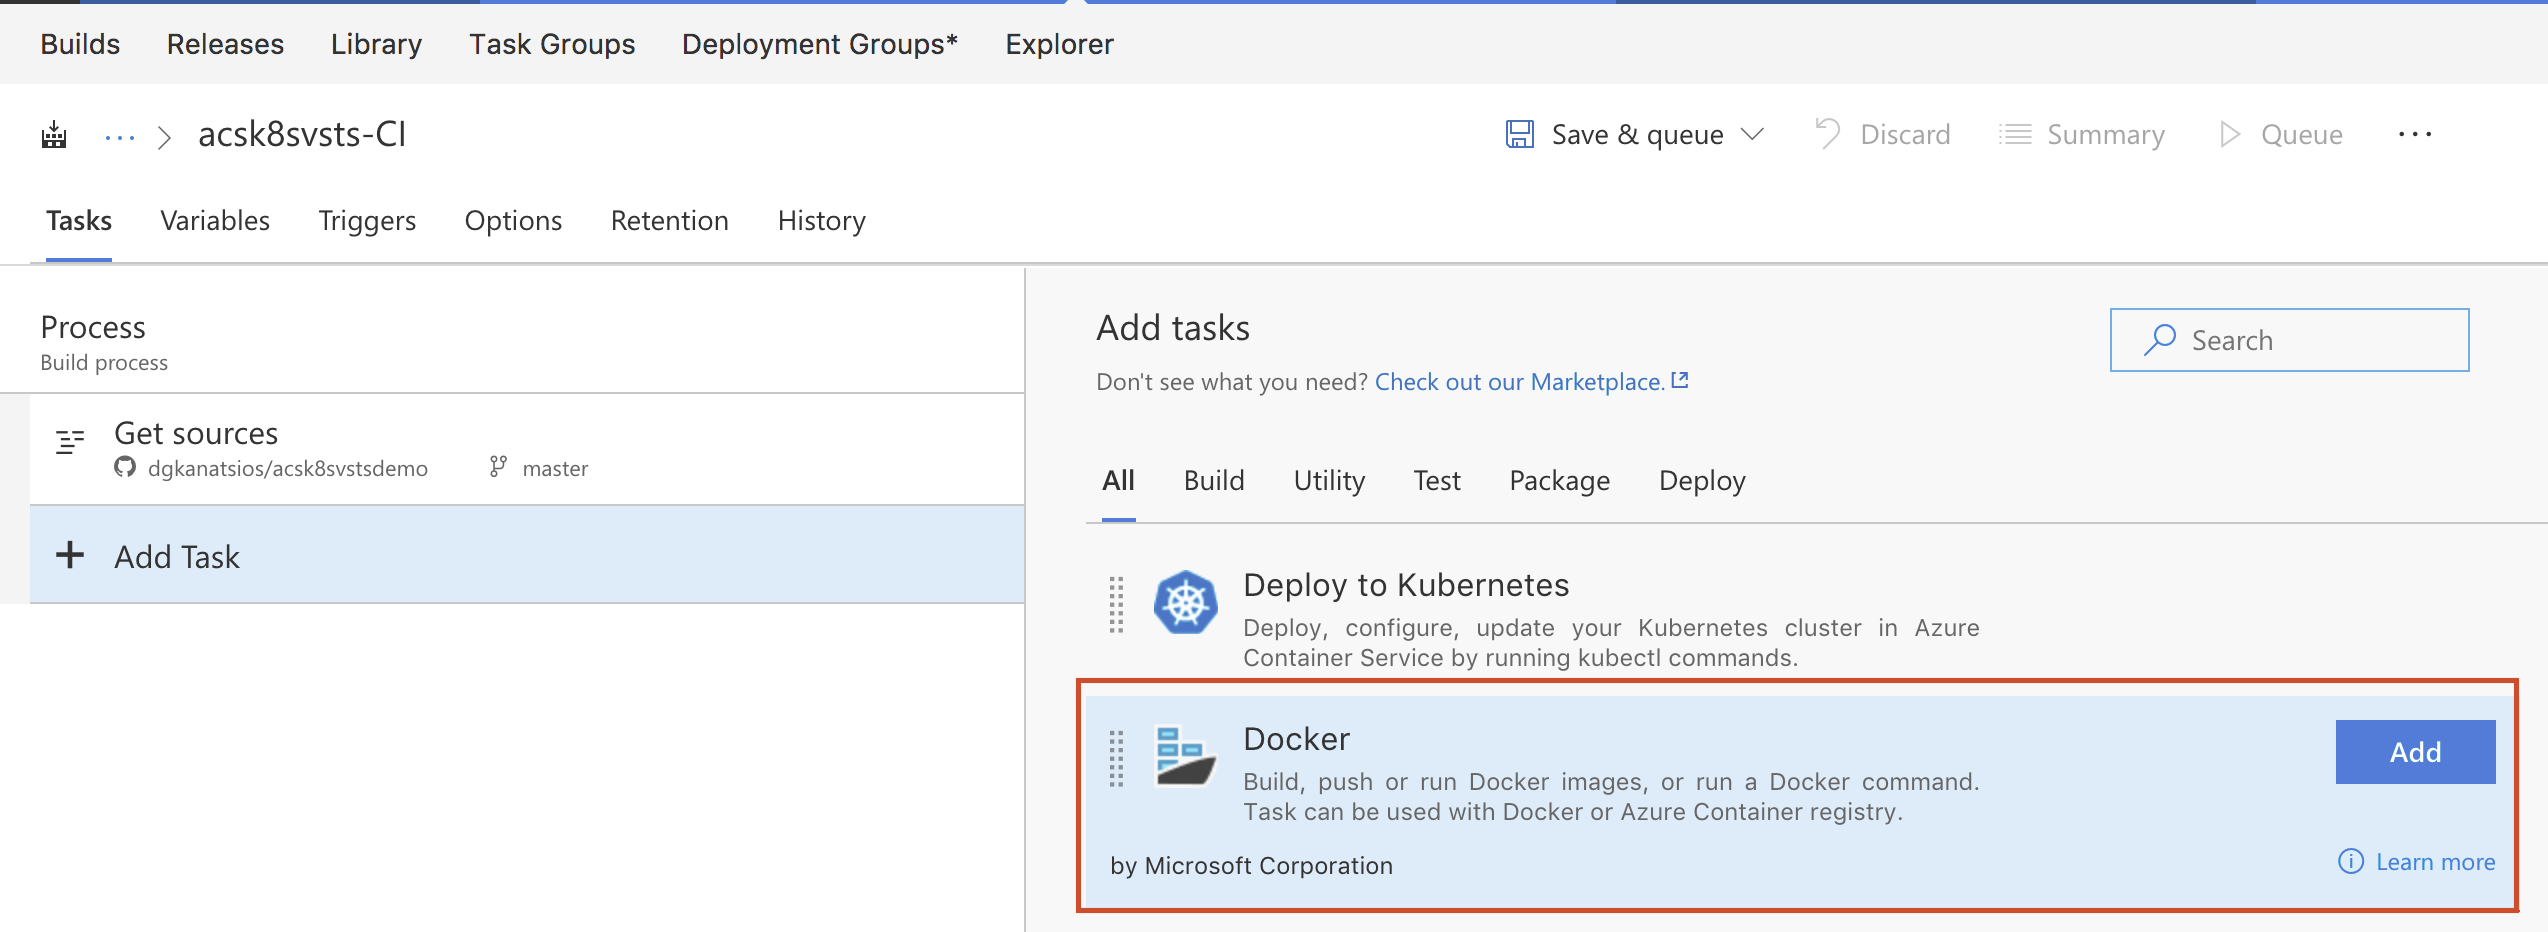 Builds Releases Library Task Groups Deployment Groups* Explorer
... > acsk8svsts-CI Save & queue Discard Summary Queue ...
Tasks Variables Triggers Options Retention History
Process
Build process
Get sources
dgkanatsios/acsk8svstsdemo master
+ Add Task
Add tasks
Search
Don't see what you need? Check out our Marketplace.
All Build Utility Test Package Deploy
Deploy to Kubernetes
Deploy, configure, update your Kubernetes cluster in Azure
Container Service by running kubectl commands.
Docker
Add
Build, push or run Docker images, or run a Docker command.
Task can be used with Docker or Azure Container registry.
by Microsoft Corporation
Learn more